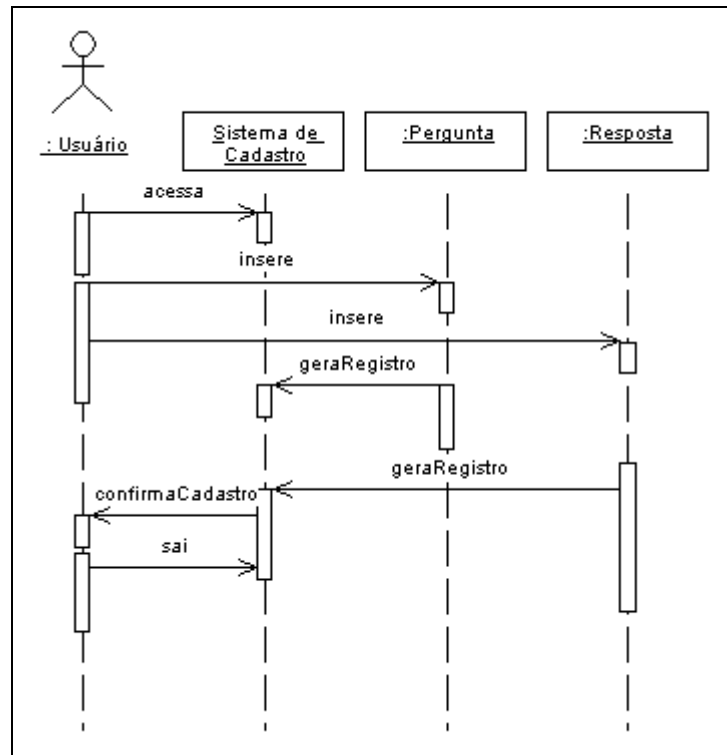 : Usuário
Sistema de
Cadastro
:Pergunta
:Resposta
acessa
insere
insere
geraRegistro
geraRegistro
confirmaCadastro
sai